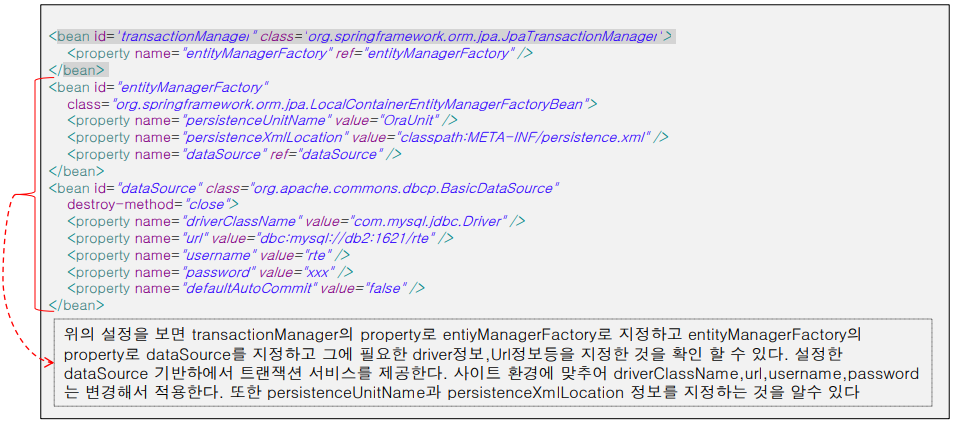 <bean id="transactionManager" class="org.springframework.orm.jpa.JpaTransactionManager">
<property name="entityManagerFactory" ref="entityManagerFactory" />
</bean>
<bean id="entityManagerFactory"
class="org.springframework.orm.jpa.LocalContainerEntityManagerFactoryBean">
<property name="persistenceUnitName" value="OraUnit" />
<property name="persistenceXmlLocation" value="classpath:META-INF/persistence.xml" />
<property name="dataSource" ref="dataSource" />
</bean>
<bean id="dataSource" class="org.apache.commons.dbcp.BasicDataSource"
destroy-method="close">
<property name="driverClassName" value="com.mysql.jdbc.Driver" />
<property name="url" value="dbc:mysql://db2:1621/rte" />
<property name="username" value="rte" />
<property name="password" value="xxx" />
<property name="defaultAutoCommit" value="false" />
</bean>
위의 설정을 보면 transactionManager의 property로 entiyManagerFactory로 지정하고 entityManagerFactory의
property로 dataSource를 지정하고 그에 필요한 driver정보,Url정보등을 지정한 것을 확인 할 수 있다. 설정한
dataSource 기반하에서 트랜잭션 서비스를 제공한다. 사이트 환경에 맞추어 driverClassName,url,username,password
는 변경해서 적용한다. 또한 persistenceUnitName과 persistenceXmlLocation 정보를 지정하는 것을 알수 있다